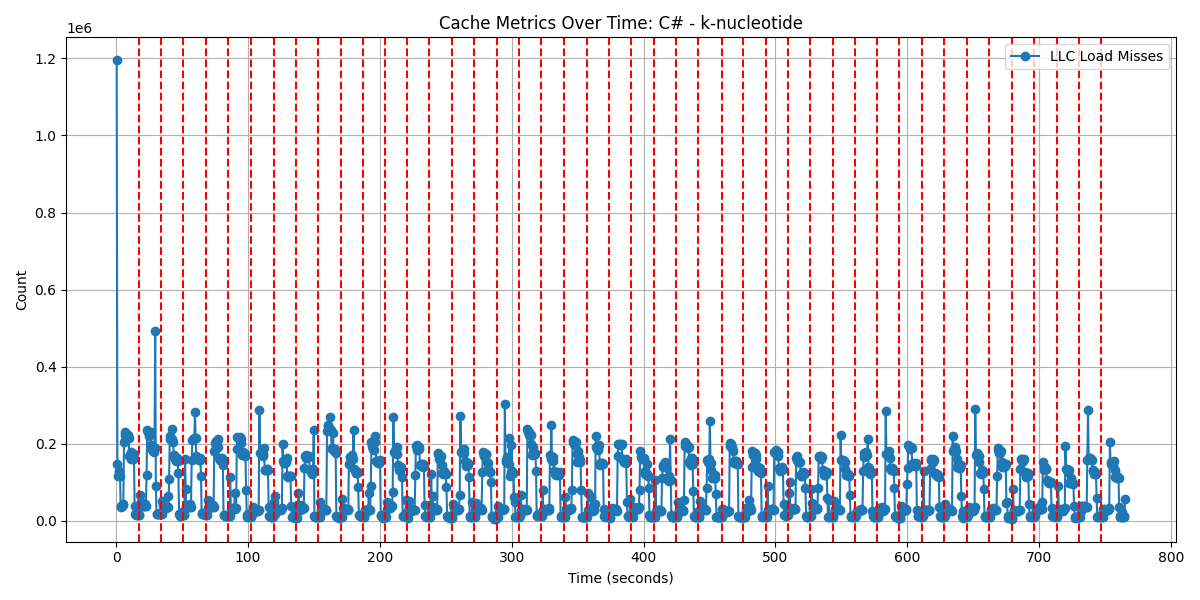 Cache Metrics Over Time: C# - k-nucleotide
1e6
LLC Load Misses
1.2
1.0
0.8
0.6
0.4
0.2
0.0
Count
0 100 200 300 400 500 600 700 800
Time (seconds)